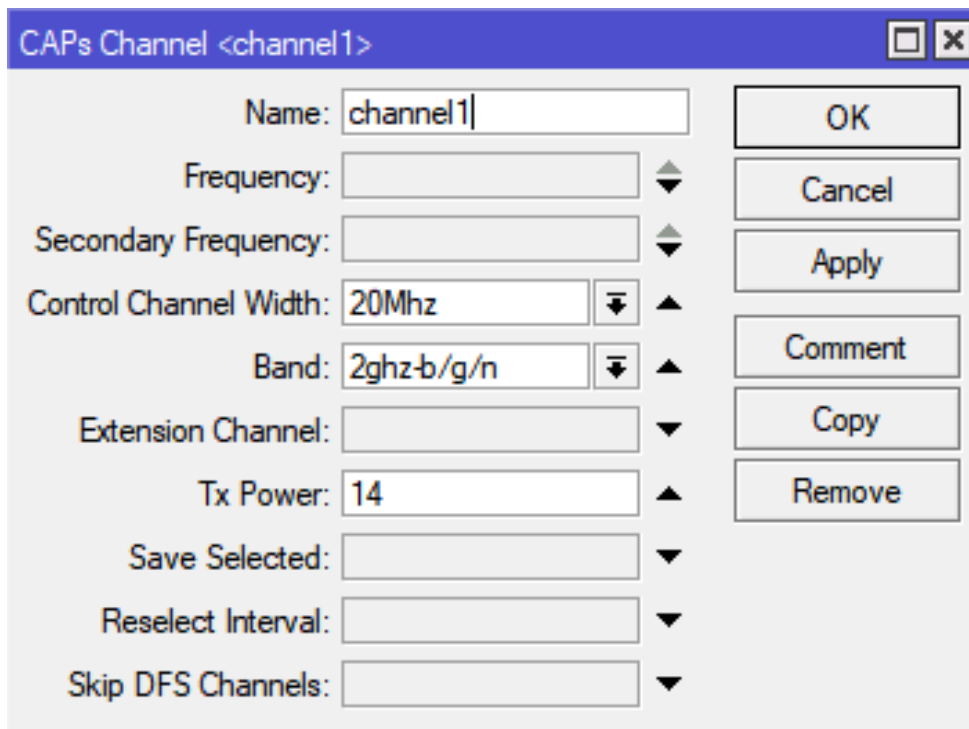 CAPs Channel <channel1>
Name: channel1
OK
Frequency:
Cancel
Secondary Frequency:
Apply
Control Channel Width: 20Mhz
Band: 2ghz-b/g/n
Comment
Extension Channel:
Copy
Tx Power: 14
Remove
Save Selected:
Reselect Interval:
Skip DFS Channels: